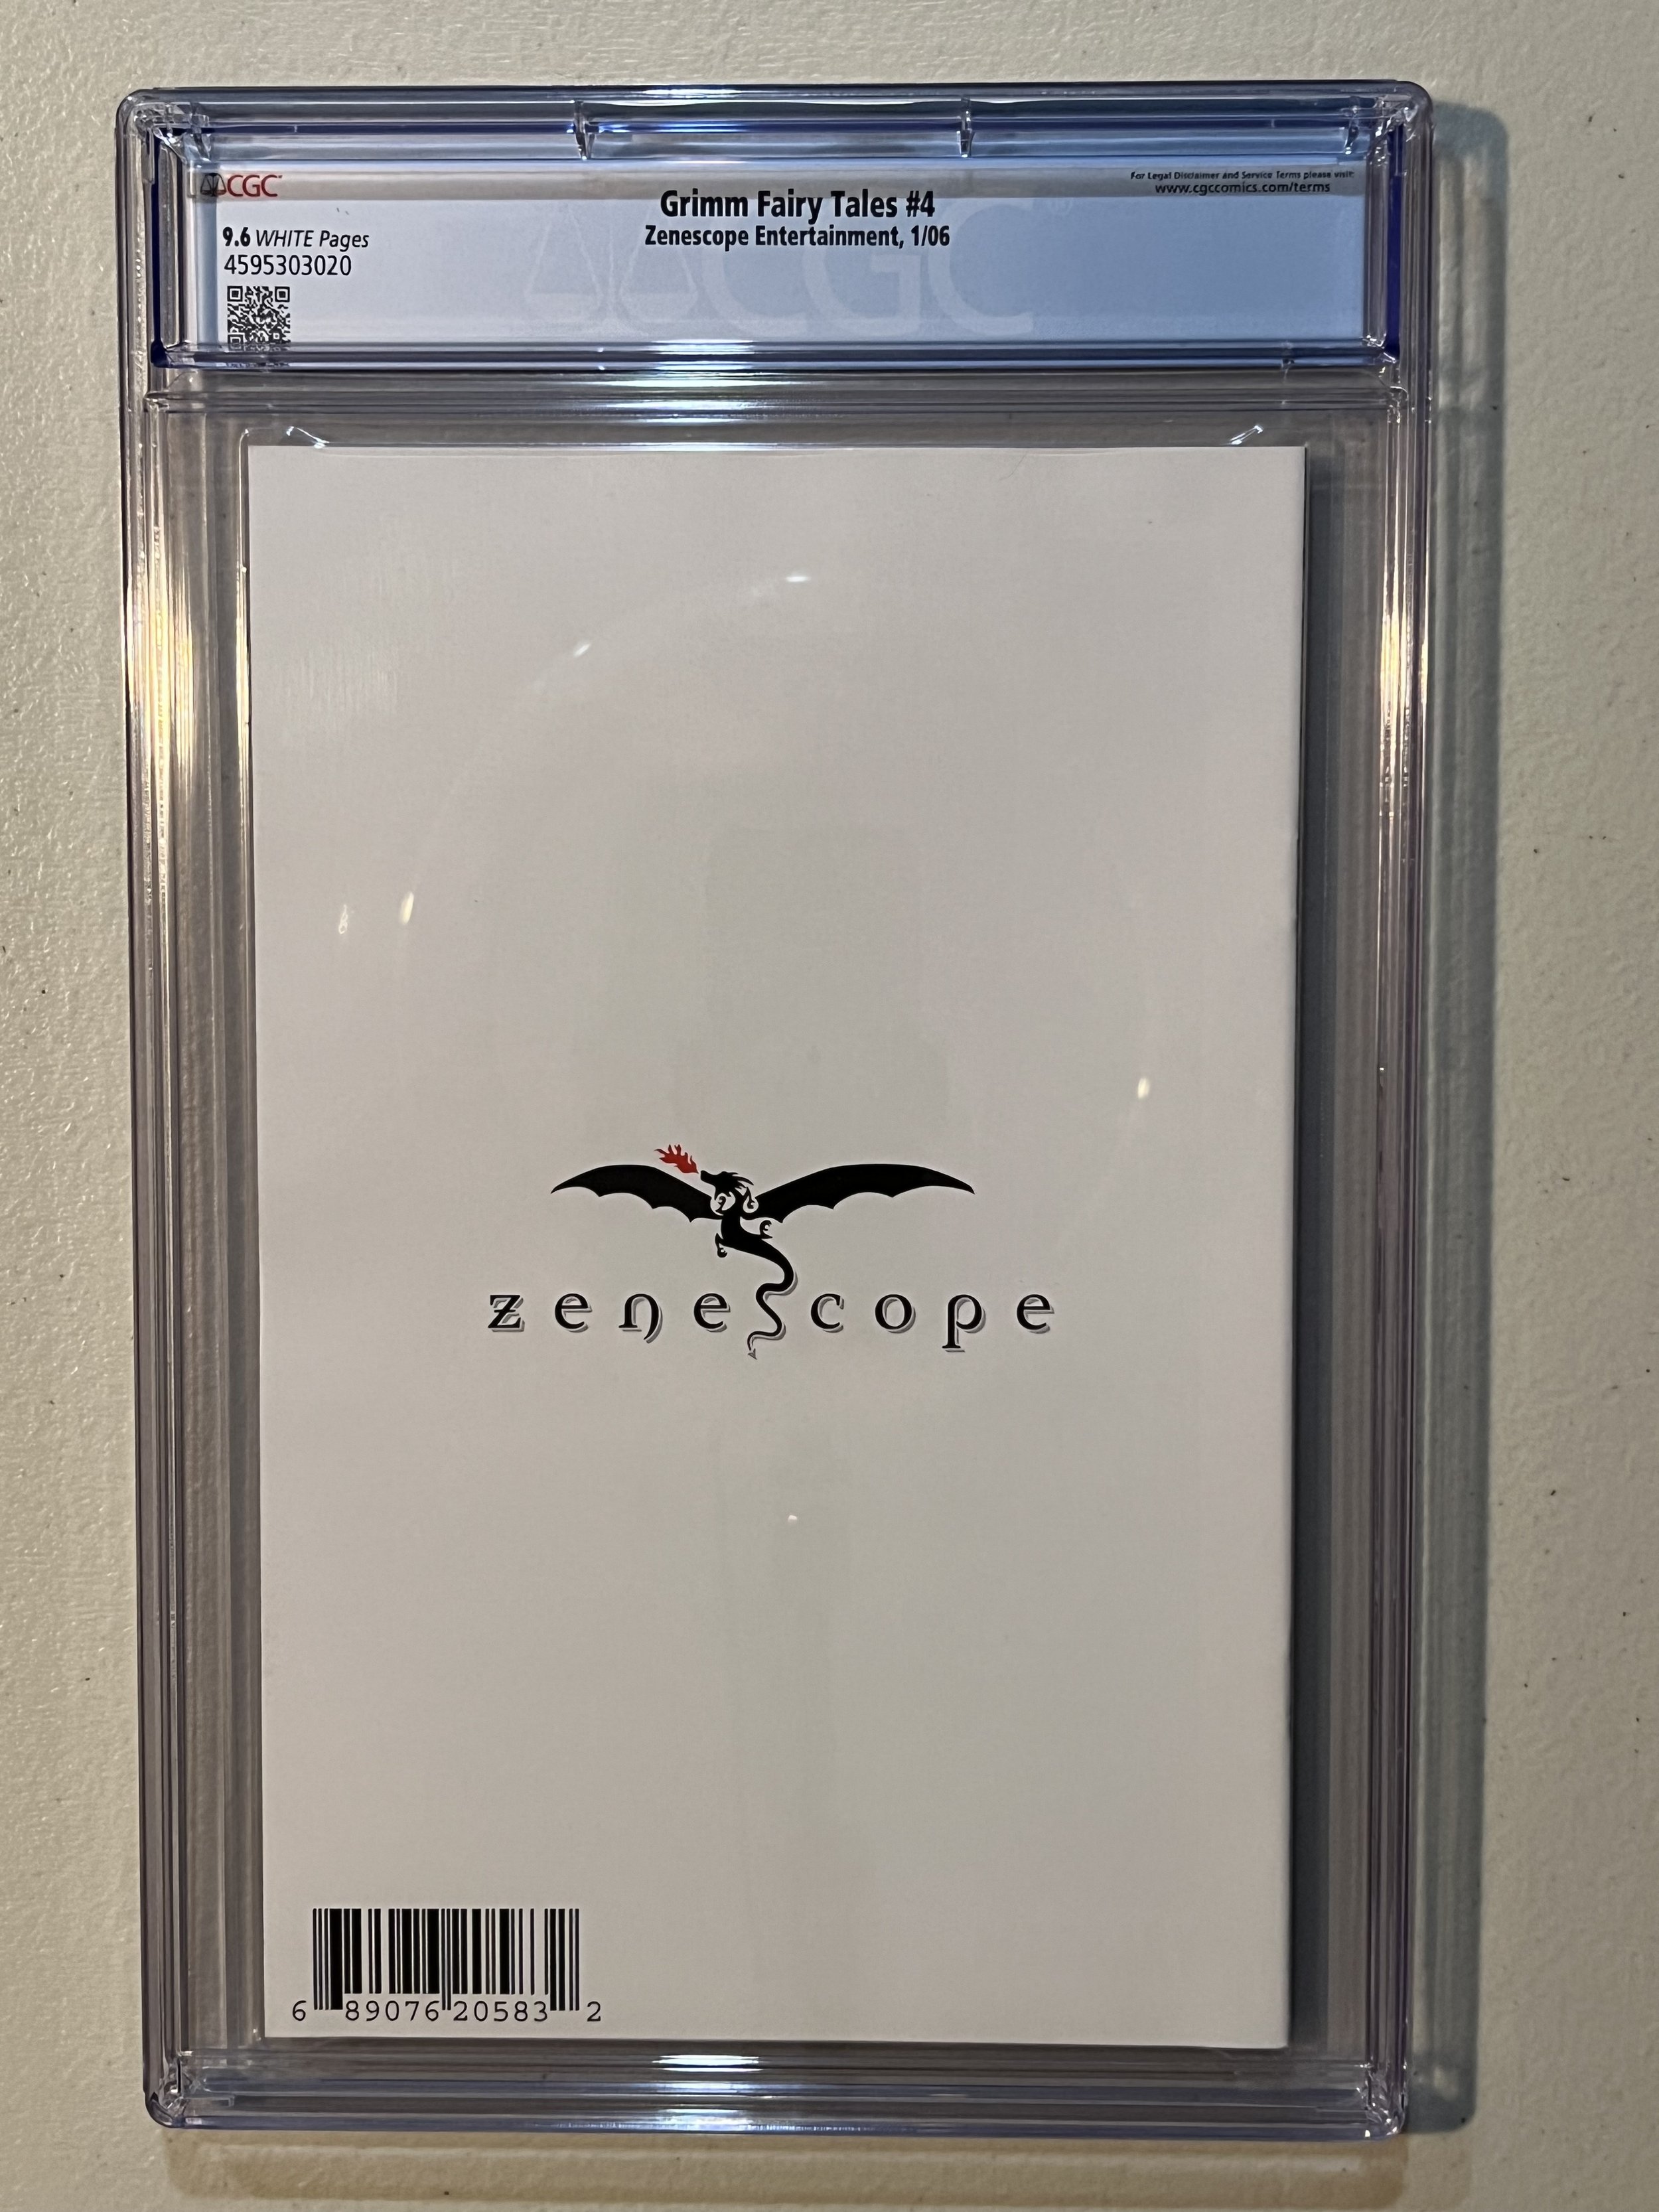 CGC
For Legal Disclaimer and Service Terms please visit:
www.cgccomics.com/terms
Grimm Fairy Tales #4
Zenescope Entertainment, 1/06
9.6 WHITE Pages
4595303020
CGC
zenescope
6 89076 20583 2